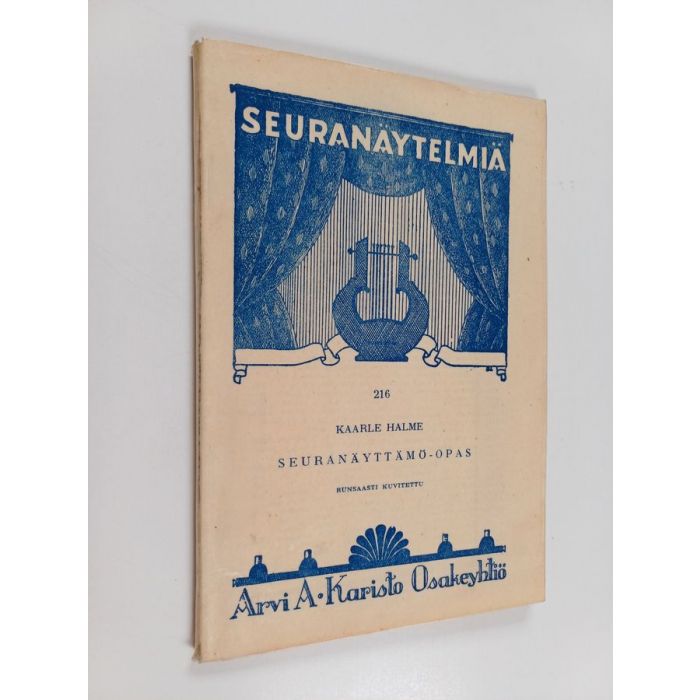 SEURANÄYTELMIÄ
216
KAARLE HALME
SEURANÄYTTÄMÖ-OPAS
RUNSAASTI KUVITETTU
Arvi A. Karisto Osakeyhtiö